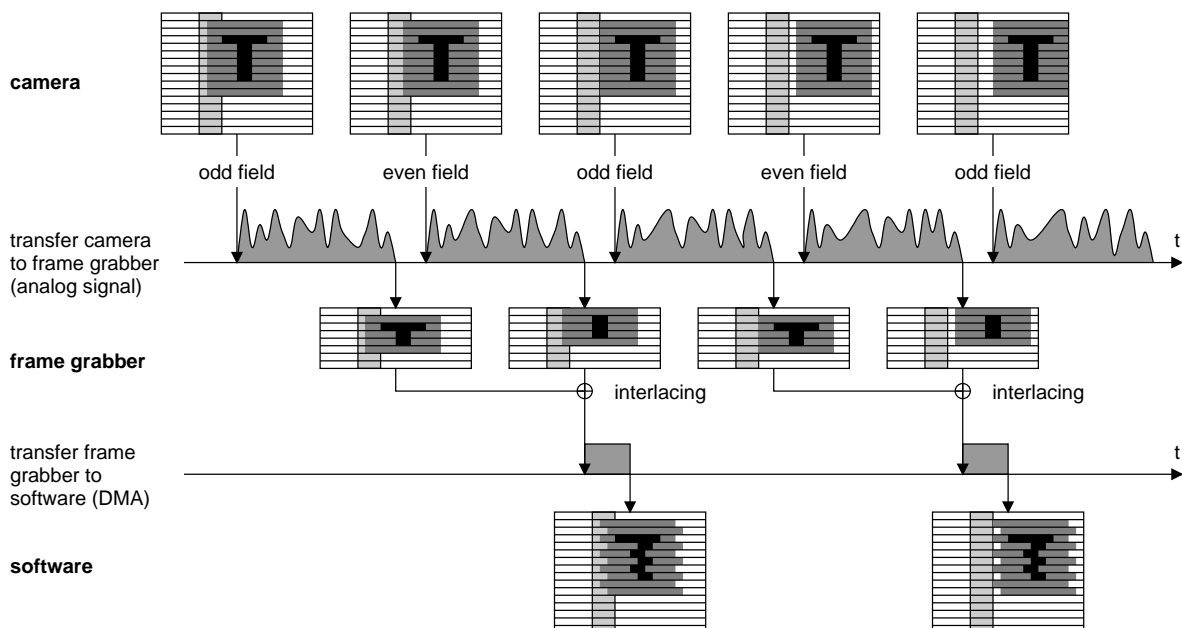 camera
odd field
even field
odd field
even field
odd field
transfer camera
to frame grabber
(analog signal)
t
frame grabber
interlacing
interlacing
transfer frame
grabber to
software (DMA)
t
software